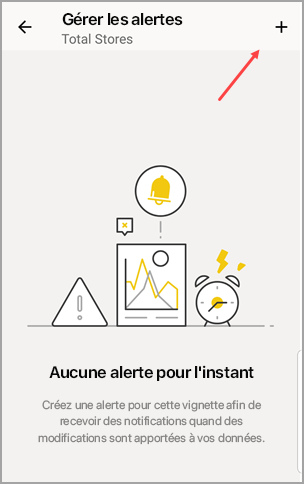 Gérer les alertes
Total Stores
Aucune alerte pour l'instant
Créez une alerte pour cette vignette afin de
recevoir des notifications quand des
modifications sont apportées à vos données.